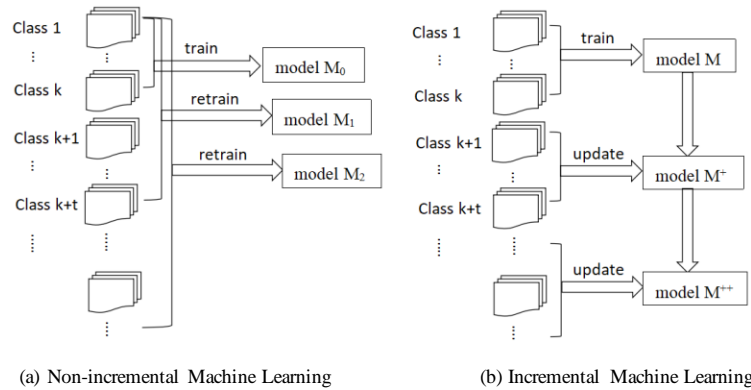 Class 1
train
model M₀
Class k
retrain
model M₁
Class k+1
retrain
model M₂
Class k+t
(a) Non-incremental Machine Learning
Class 1
train
model M
Class k
Class k+1
update
model M⁺
Class k+t
update
model M⁺⁺
(b) Incremental Machine Learning